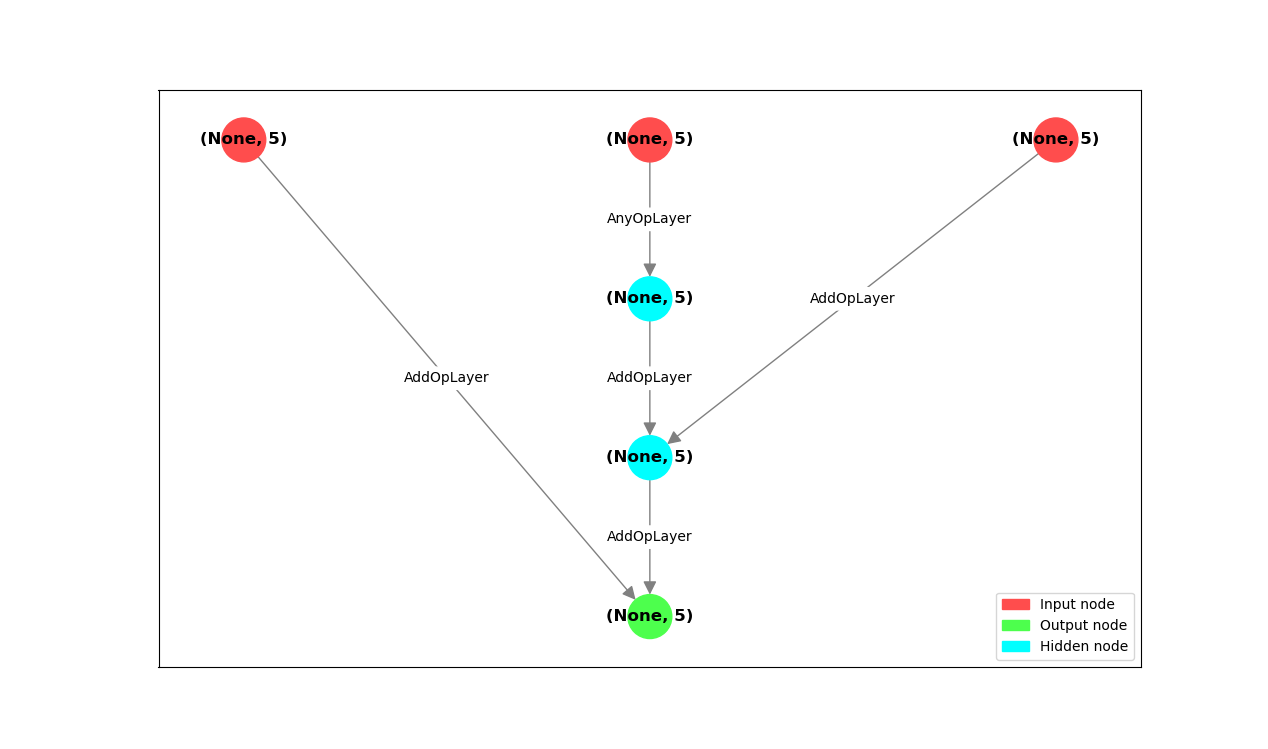 (None, 5)
(None, 5)
(None, 5)
AnyOpLayer
(None, 5)
AddOpLayer
AddOpLayer
AddOpLayer
(None, 5)
AddOpLayer
(None, 5)
Input node
Output node
Hidden node